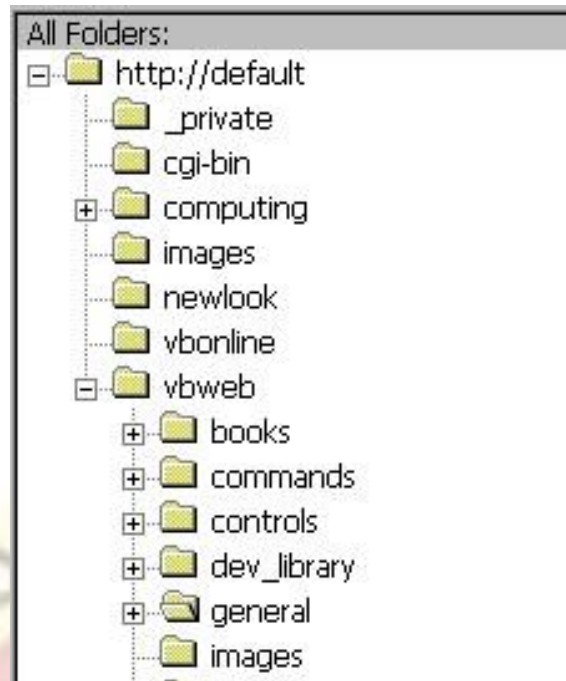 All Folders:
http://default
_private
cgi-bin
computing
images
newlook
vbonline
vbweb
books
commands
controls
dev_library
general
images